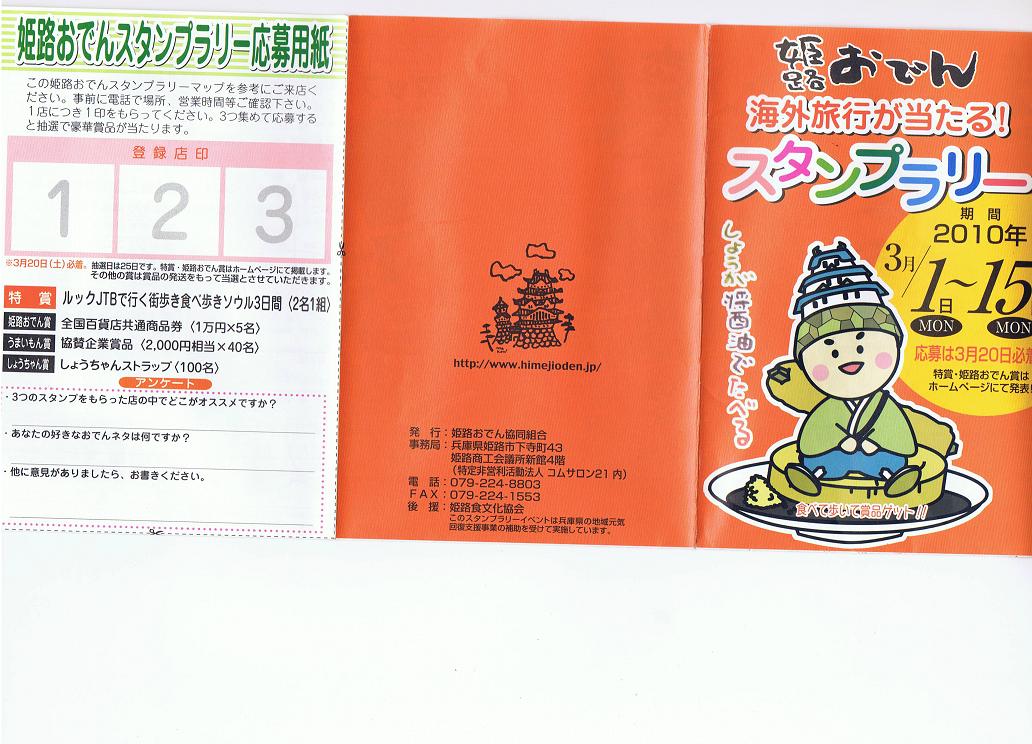 姫路おでんスタンプラリー応募用紙
この姫路おでんスタンプラリーマップを参考にご来店く
ださい。事前に電話で場所、営業時間等ご確認下さい。
1店につき1印をもらってください。3つ集めて応募する
と抽選で豪華賞品が当たります。
登録店印
1 2 3
※3月20日(土)必着。抽選日は25日です。特賞・姫路おでん賞はホームページにて掲載します。
その他の賞は賞品の発送をもって当選とさせていただきます。
特賞 ルックJTBで行く街歩き食べ歩きソウル3日間〈2名1組〉
姫路おでん賞 全国百貨店共通商品券〈1万円×5名〉
うまいもん賞 協賛企業賞品〈2,000円相当×40名〉
しょうちゃん賞 しょうちゃんストラップ〈100名〉
アンケート
・3つのスタンプをもらった店の中でどこがオススメですか?
・あなたの好きなおでんネタは何ですか?
・他に意見がありましたら、お書きください。
http://www.himejioden.jp/
発 行:姫路おでん協同組合
事務局:兵庫県姫路市下寺町43
姫路商工会議所新館4階
(特定非営利活動法人 コムサロン21 内)
電 話:079-224-8803
FAX:079-224-1553
後 援:姫路食文化協会
このスタンプラリーイベントは兵庫県の地域元気
回復支援事業の補助を受けて実施しています。
姫路おでん
海外旅行が当たる!
スタンプラリー
期間
2010年
3月/1日~15
MON MON
応募は3月20日必着
特賞・姫路おでん賞は
ホームページにて発表!
しょうが醤油でたべる
食べて歩いて賞品ゲット!!